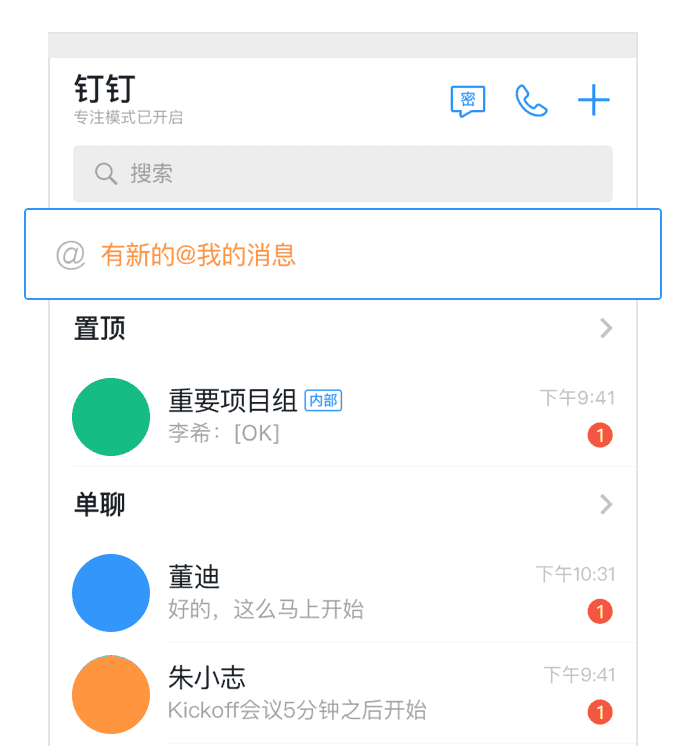 钉钉
专注模式已开启
密
搜索
@ 有新的@我的消息
置顶
重要项目组 内部 下午9:41
李希：[OK] 1
单聊
董迪 下午10:31
好的，这么马上开始 1
朱小志 下午9:41
Kickoff会议5分钟之后开始 1